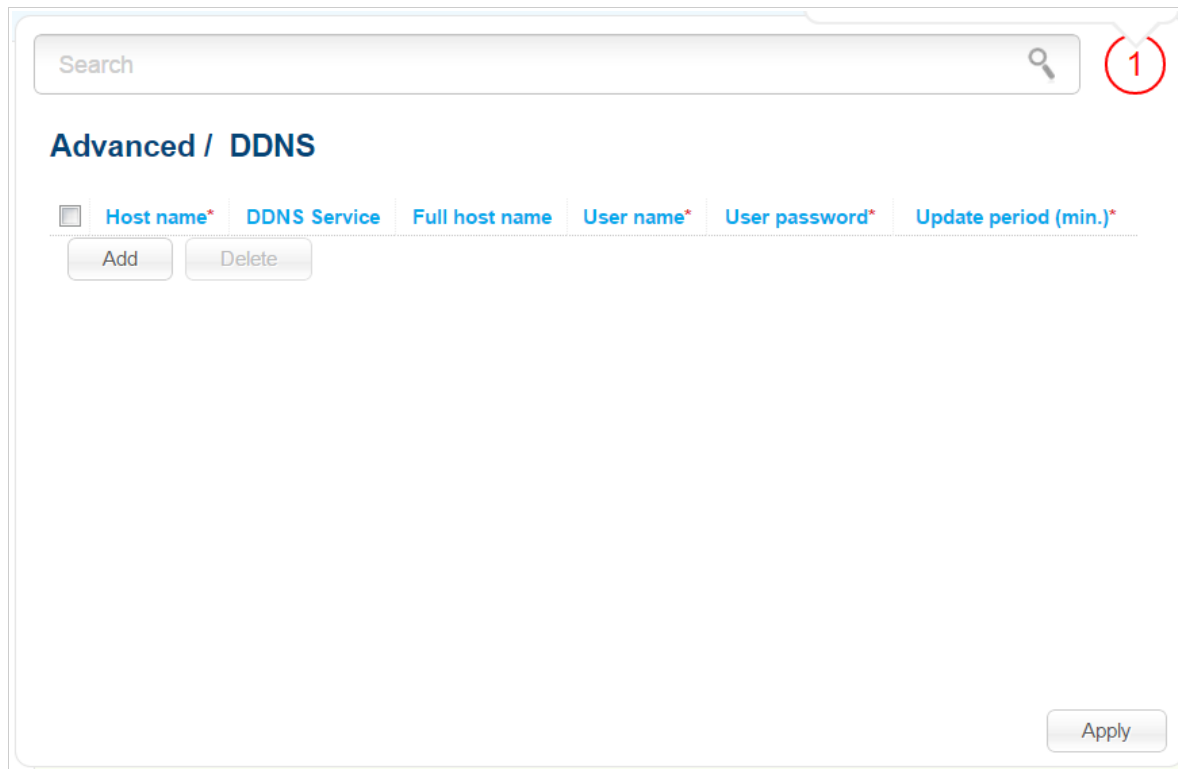 Search
1
Advanced / DDNS
Host name* DDNS Service Full host name User name* User password* Update period (min.)*
Add Delete
Apply